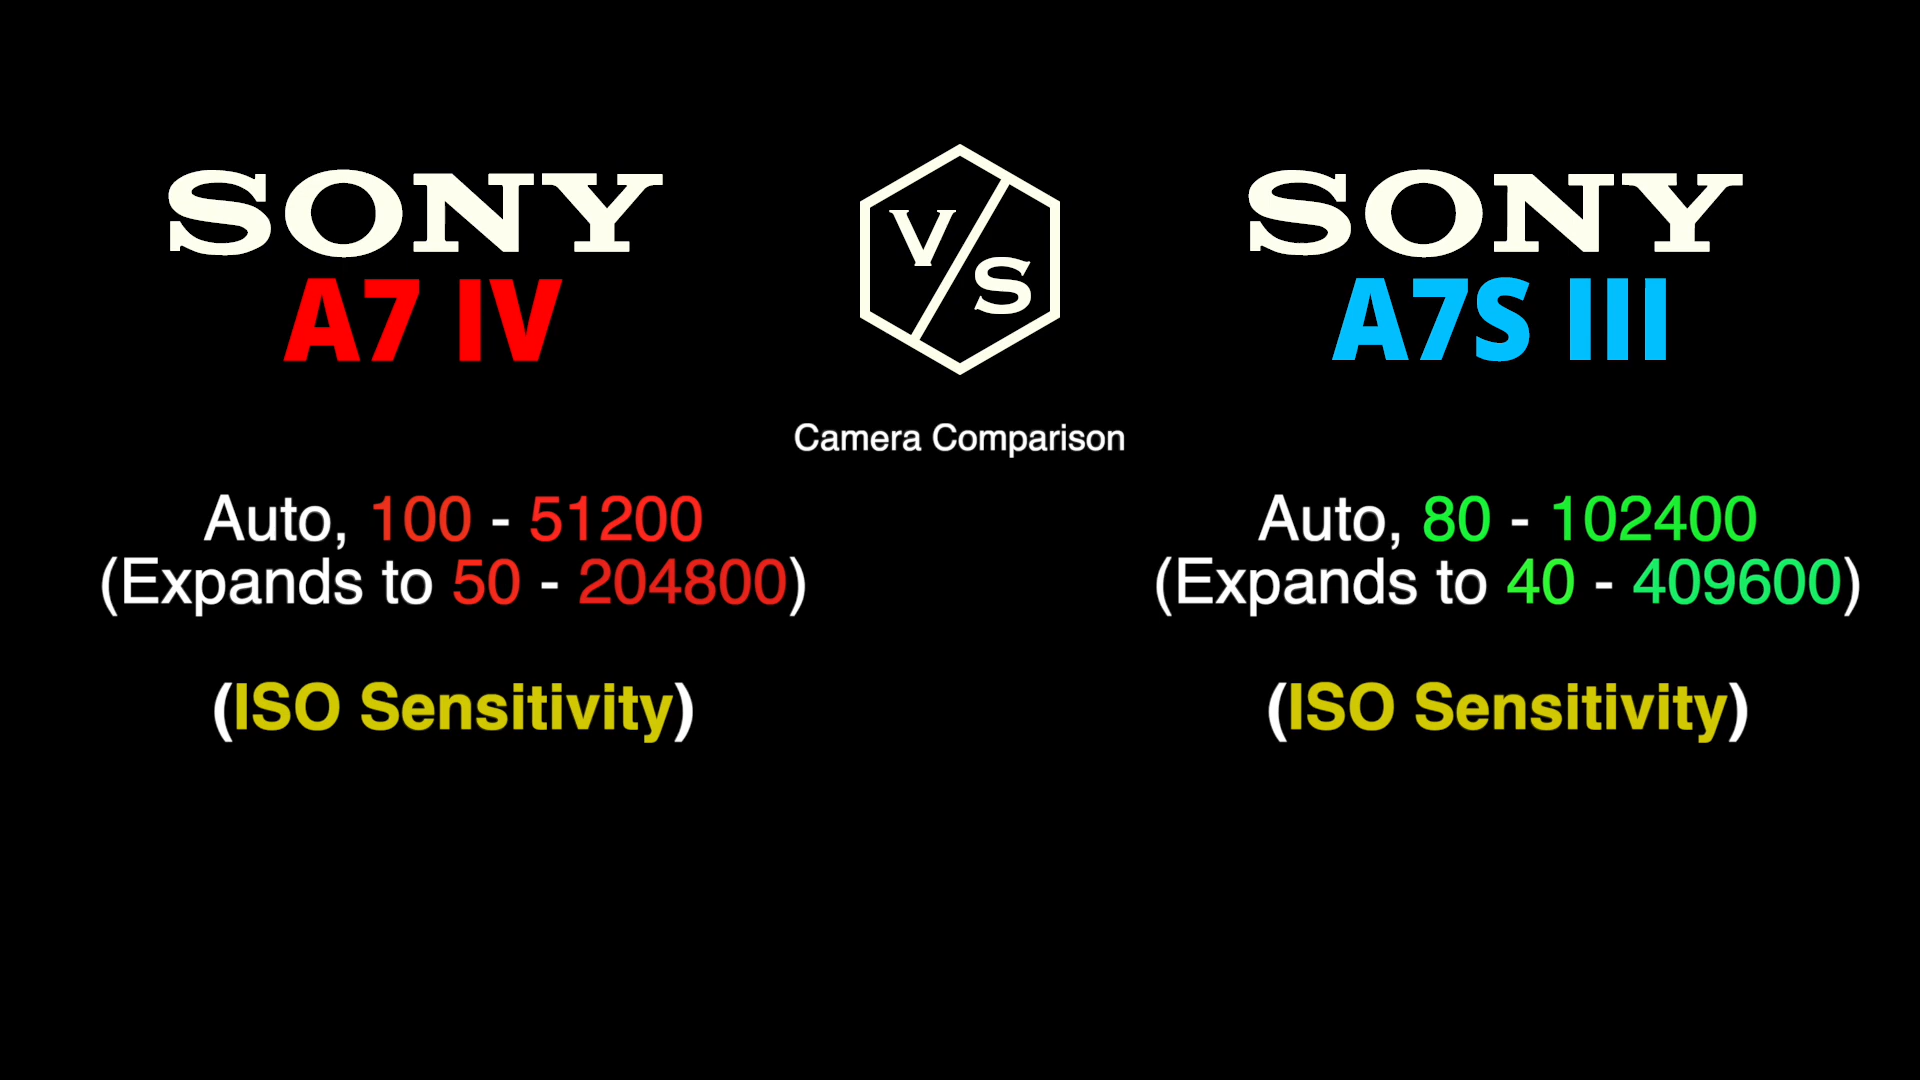 SONY
A7 IV
VS
SONY
A7S III
Camera Comparison
Auto, 100 - 51200
(Expands to 50 - 204800)
(ISO Sensitivity)
Auto, 80 - 102400
(Expands to 40 - 409600)
(ISO Sensitivity)